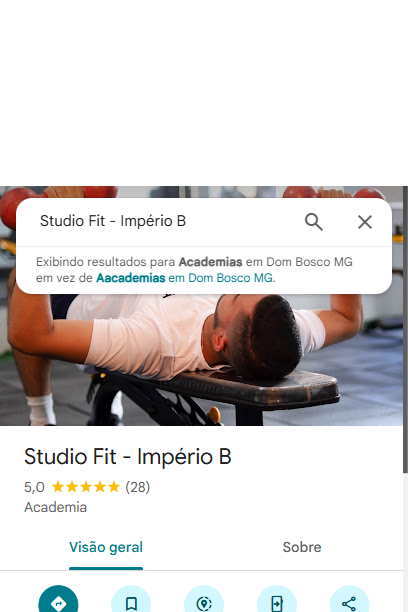 Studio Fit - Império B
Exibindo resultados para Academias em Dom Bosco MG
em vez de Aacademias em Dom Bosco MG.
Studio Fit - Império B
5,0 ★★★★★ (28)
Academia
Visão geral
Sobre